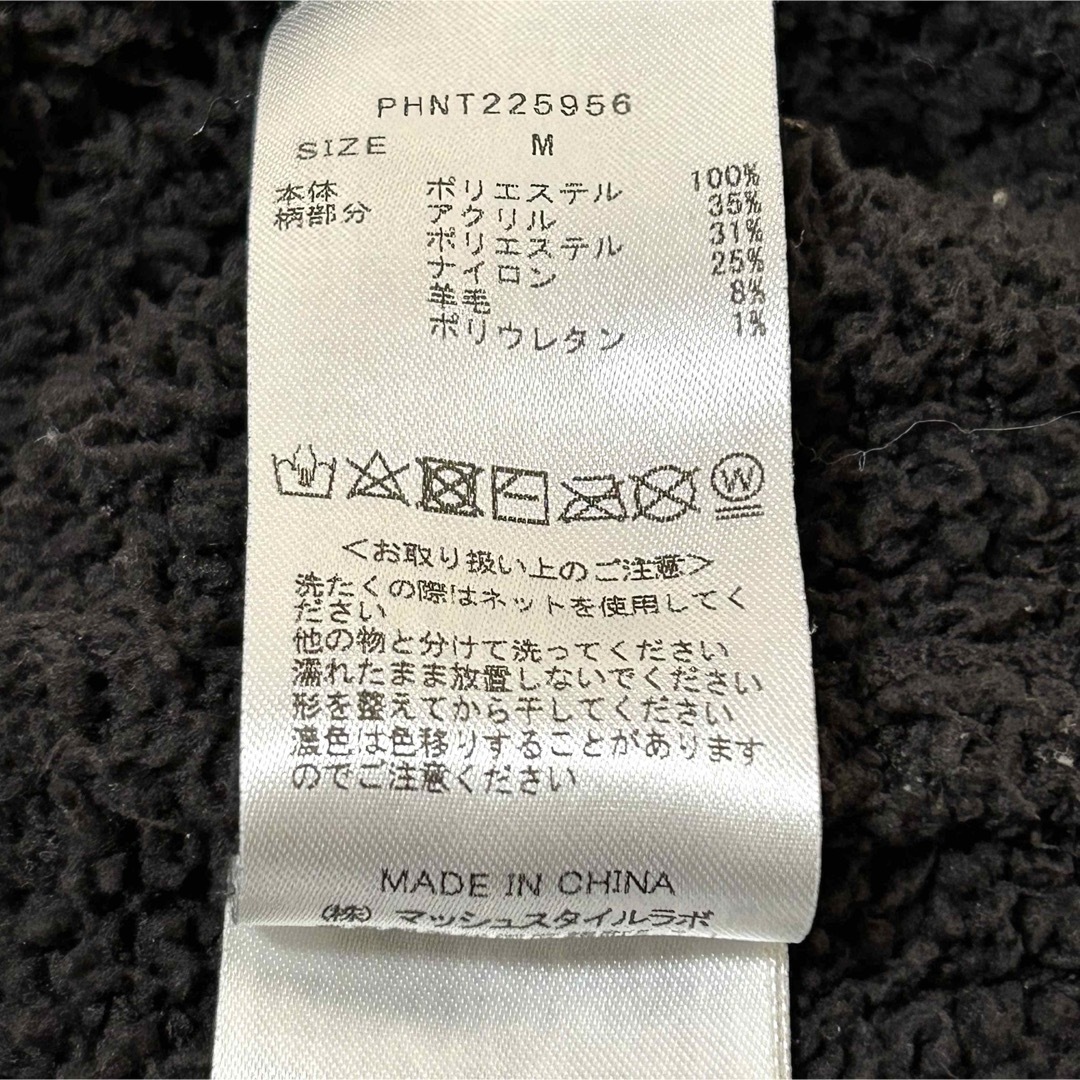 PHNT225956
SIZE M
本体 ポリエステル 100%
柄部分 アクリル 35%
ポリエステル 31%
ナイロン 25%
羊毛 8%
ポリウレタン 1%
W
<お取り扱い上のご注意>
洗たくの際はネットを使用してく
ださい
他の物と分けて洗ってください
濡れたまま放置しないでください
形を整えてから干してください
濃色は色移りすることがあります
のでご注意ください
MADE IN CHINA
(株) マッシュスタイルラボ